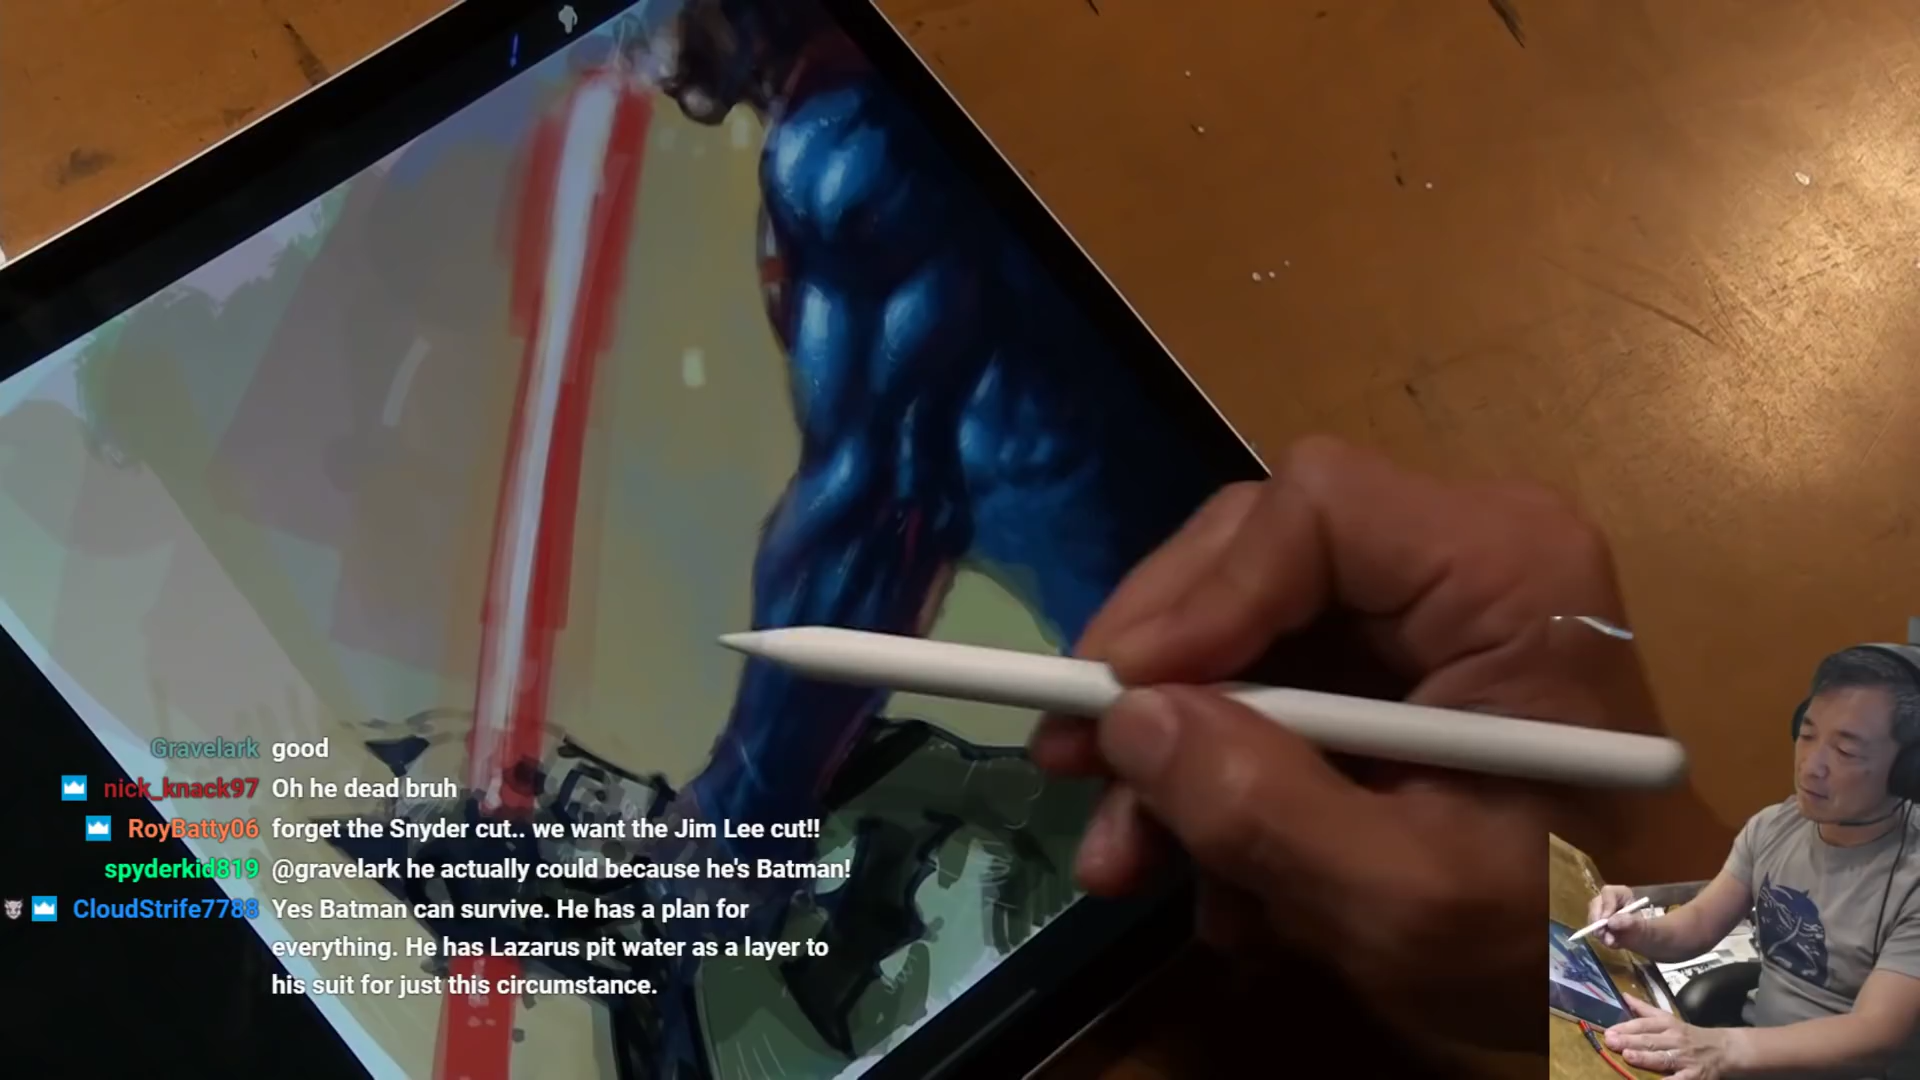 Gravelark good
nick_knack97 Oh he dead bruh
RoyBatty06 forget the Snyder cut.. we want the Jim Lee cut!!
spyderkid819 @gravelark he actually could because he's Batman!
CloudStrife7788 Yes Batman can survive. He has a plan for
everything. He has Lazarus pit water as a layer to
his suit for just this circumstance.